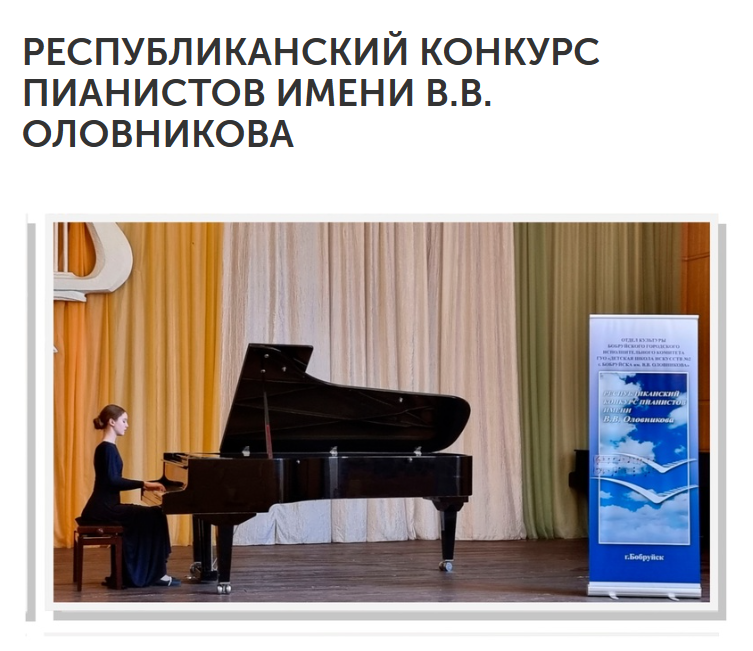 РЕСПУБЛИКАНСКИЙ КОНКУРС
ПИАНИСТОВ ИМЕНИ В.В.
ОЛОВНИКОВА
ОТДЕЛ КУЛЬТУРЫ
БОБРУЙСКОГО ГОРОДСКОГО
ИСПОЛНИТЕЛЬНОГО КОМИТЕТА
ГУО «ДЕТСКАЯ ШКОЛА ИСКУССТВ №2
г. БОБРУЙСКА им. В.В. ОЛОВНИКОВА»
РЕСПУБЛИКАНСКИЙ
КОНКУРС ПИАНИСТОВ
ИМЕНИ
В.В. Оловникова
г.Бобруйск